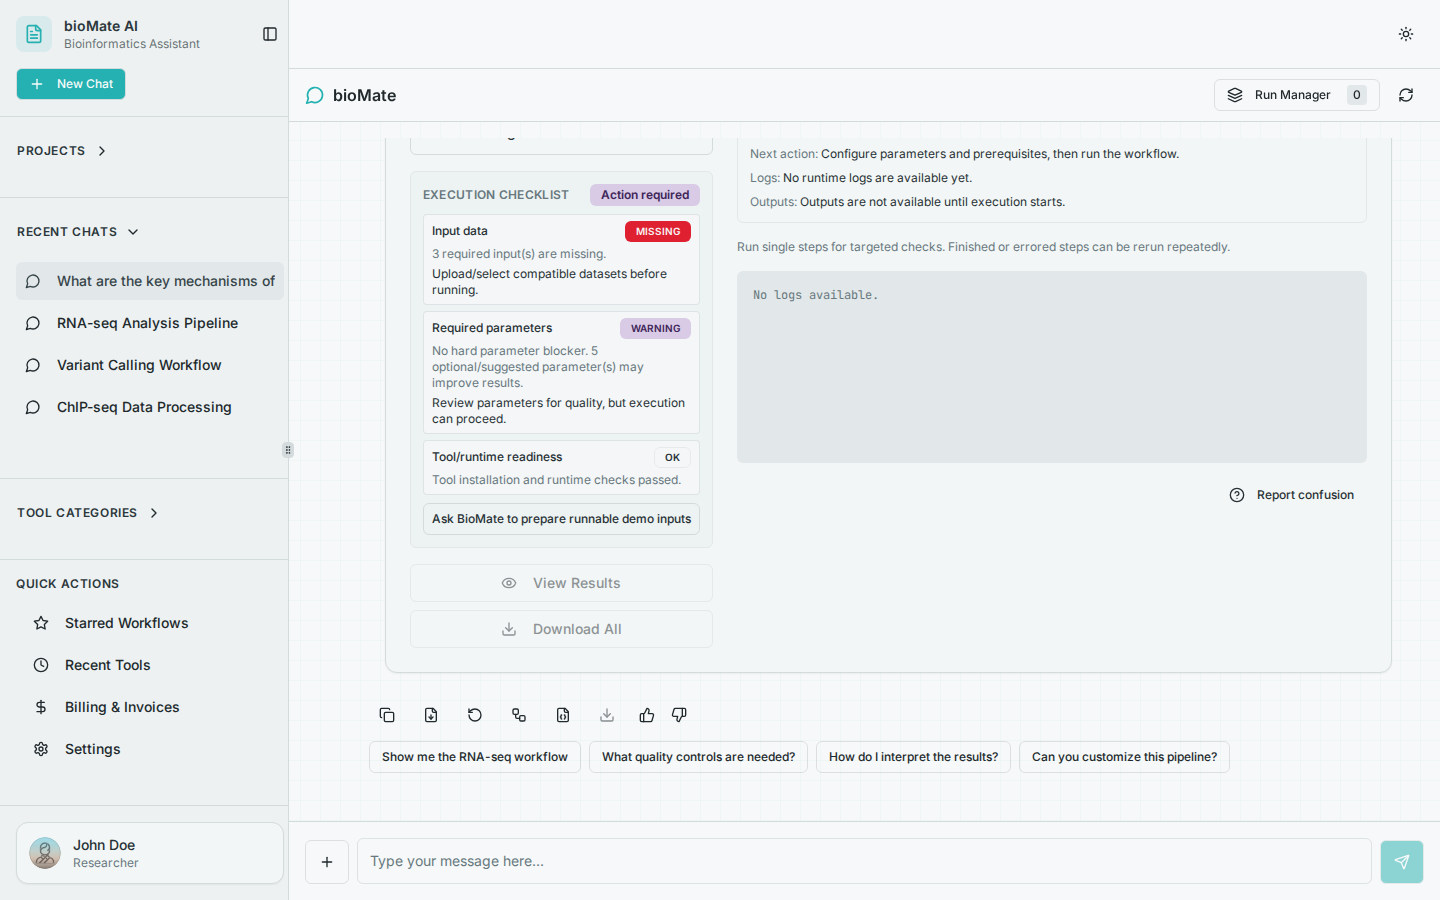 bioMate AI
Bioinformatics Assistant
New Chat
PROJECTS
RECENT CHATS
What are the key mechanisms of
RNA-seq Analysis Pipeline
Variant Calling Workflow
ChIP-seq Data Processing
TOOL CATEGORIES
QUICK ACTIONS
Starred Workflows
Recent Tools
Billing & Invoices
Settings
John Doe
Researcher
bioMate
Run Manager 0
EXECUTION CHECKLIST Action required
Input data MISSING
3 required input(s) are missing.
Upload/select compatible datasets before
running.
Required parameters WARNING
No hard parameter blocker. 5
optional/suggested parameter(s) may
improve results.
Review parameters for quality, but execution
can proceed.
Tool/runtime readiness OK
Tool installation and runtime checks passed.
Ask BioMate to prepare runnable demo inputs
View Results
Download All
Next action: Configure parameters and prerequisites, then run the workflow.
Logs: No runtime logs are available yet.
Outputs: Outputs are not available until execution starts.
Run single steps for targeted checks. Finished or errored steps can be rerun repeatedly.
No logs available.
Report confusion
Show me the RNA-seq workflow
What quality controls are needed?
How do I interpret the results?
Can you customize this pipeline?
Type your message here...